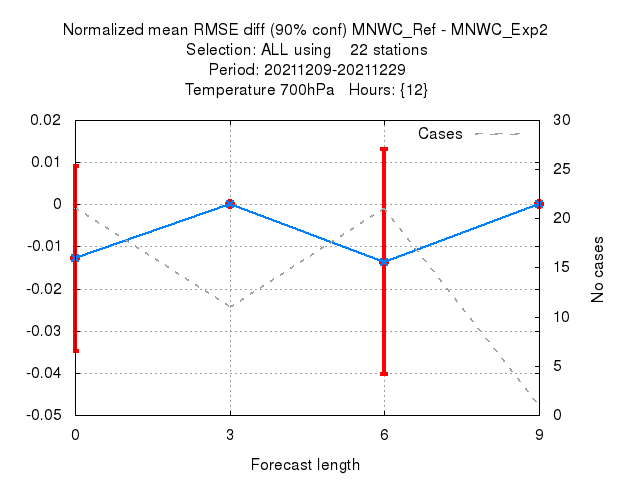 Normalized mean RMSE diff (90% conf) MNWC_Ref - MNWC_Exp2
Selection: ALL using 22 stations
Period: 20211209-20211229
Temperature 700hPa Hours: {12}
Cases
0.02
0.01
0
-0.01
-0.02
-0.03
-0.04
-0.05
30
25
20
15
10
5
0
No cases
0 3 6 9
Forecast length